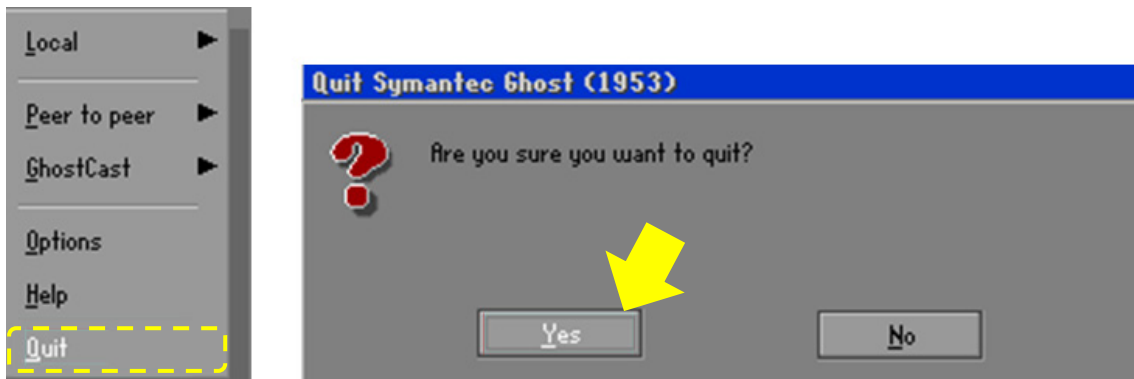 Local
Peer to peer
GhostCast
Options
Help
Quit
Quit Symantec Ghost (1953)
Are you sure you want to quit?
Yes
No